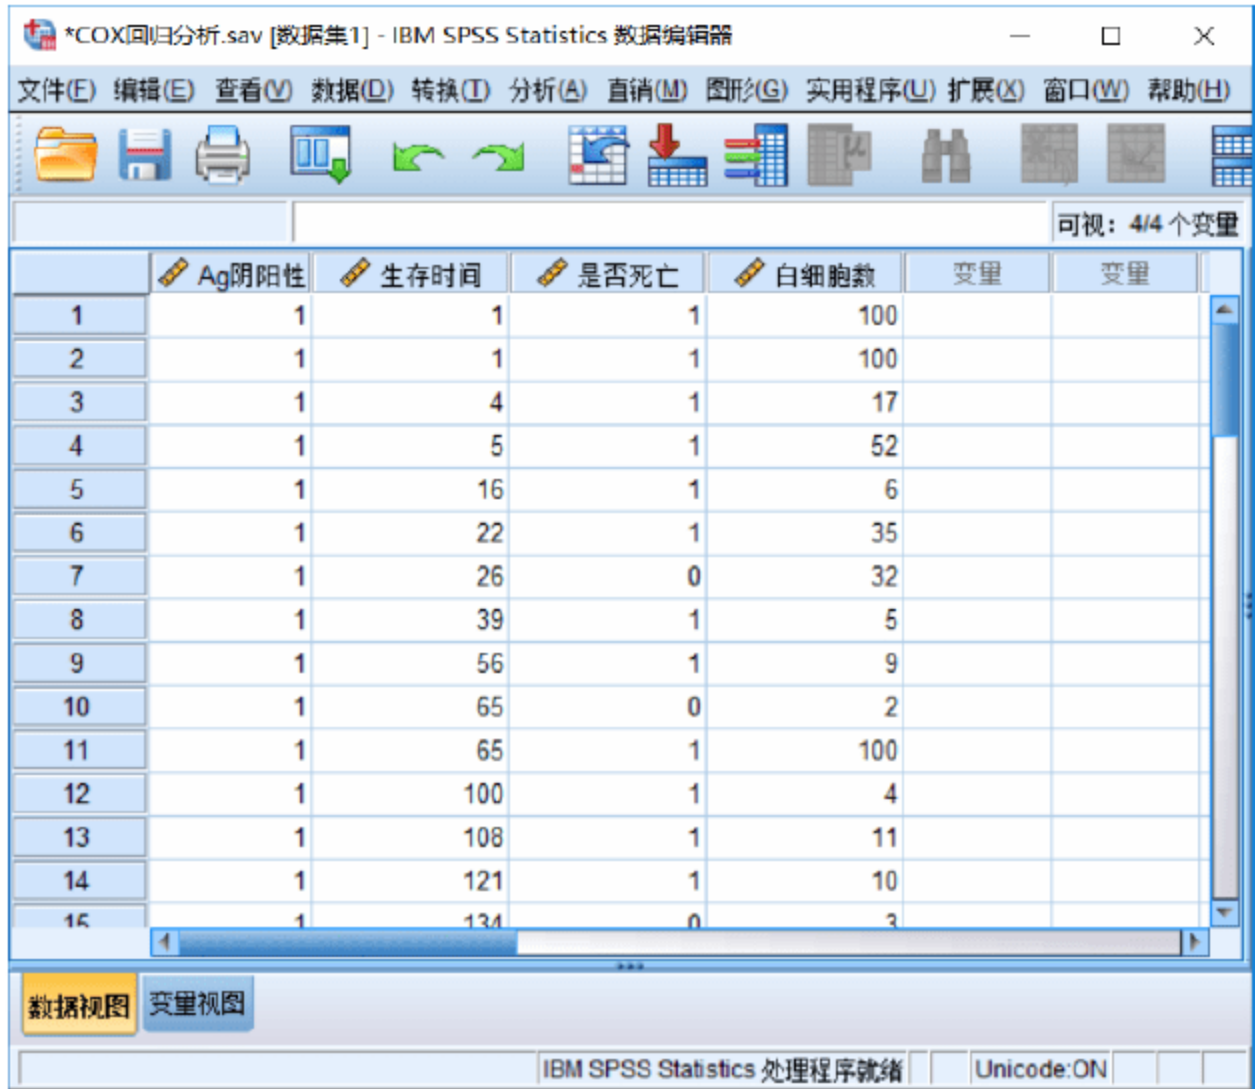 *COX回归分析.sav [数据集1] - IBM SPSS Statistics 数据编辑器
文件(F) 编辑(E) 查看(V) 数据(D) 转换(T) 分析(A) 直销(M) 图形(G) 实用程序(U) 扩展(X) 窗口(W) 帮助(H)
可视: 4/4 个变量
Ag阴阳性 生存时间 是否死亡 白细胞数 变量 变量
1 1 1 1 100
2 1 1 1 100
3 1 4 1 17
4 1 5 1 52
5 1 16 1 6
6 1 22 1 35
7 1 26 0 32
8 1 39 1 5
9 1 56 1 9
10 1 65 0 2
11 1 65 1 100
12 1 100 1 4
13 1 108 1 11
14 1 121 1 10
15 1 134 0 3
数据视图 变量视图
IBM SPSS Statistics 处理程序就绪 Unicode:ON